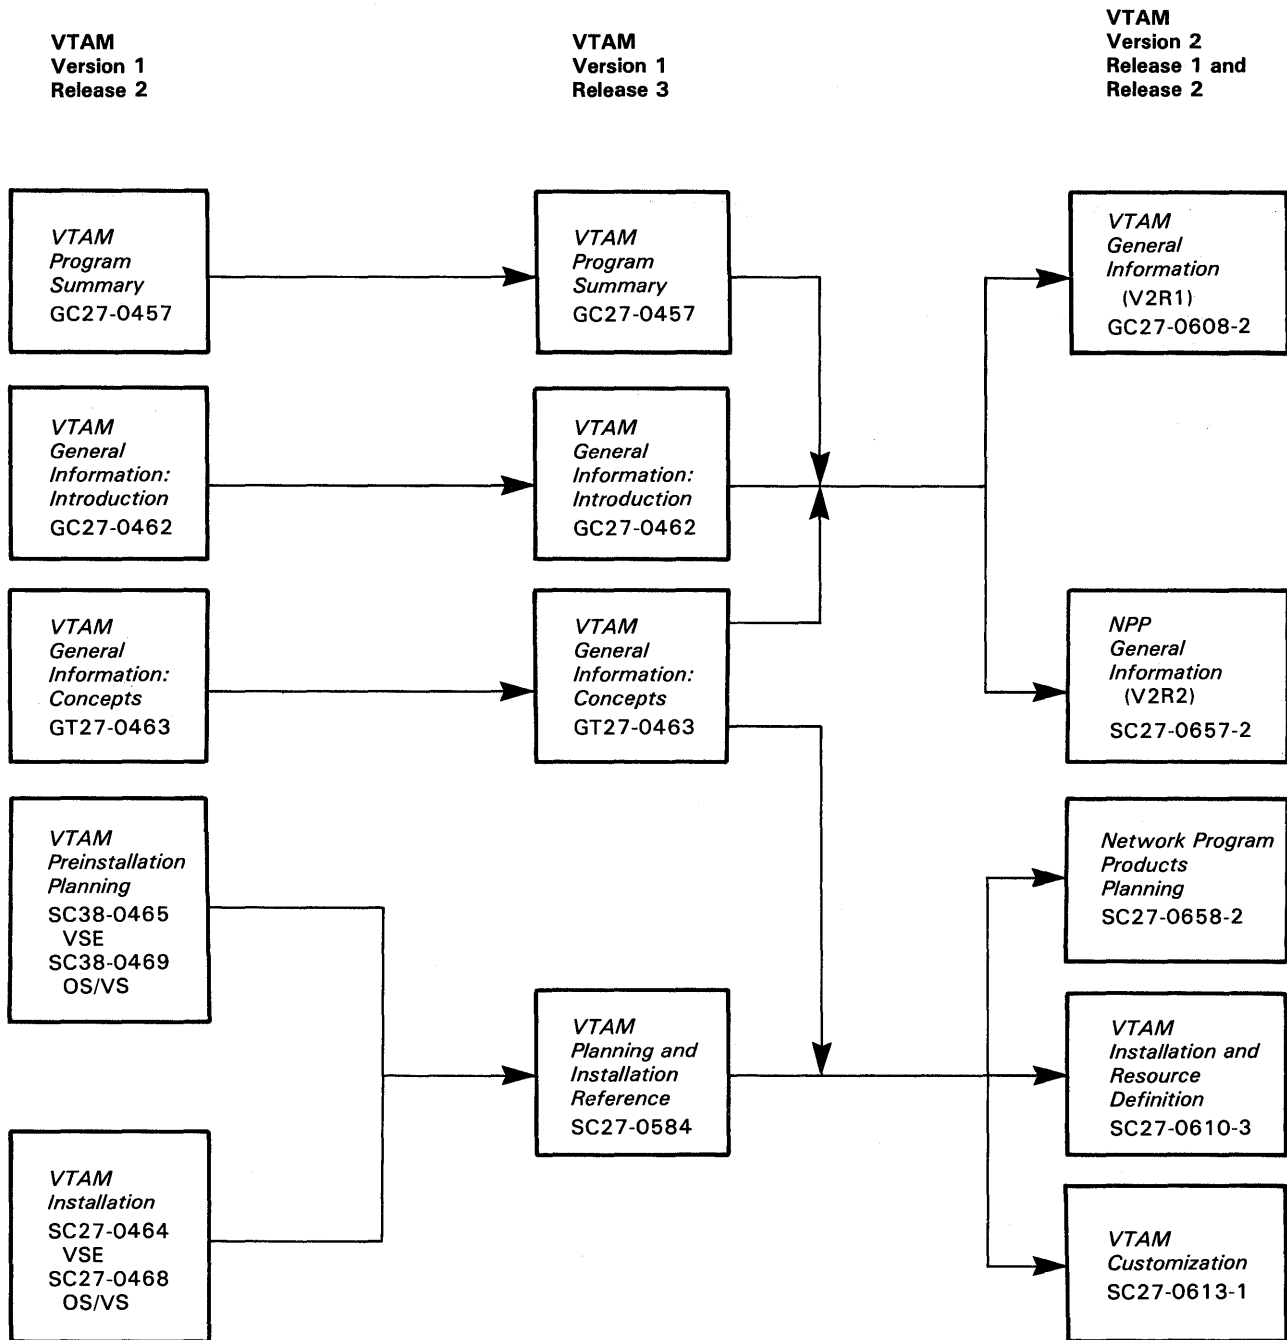 VTAM
Version 1
Release 2
VTAM
Version 1
Release 3
VTAM
Version 2
Release 1 and
Release 2
VTAM
Program
Summary
GC27-0457
VTAM
Program
Summary
GC27-0457
VTAM
General
Information
(V2R1)
GC27-0608-2
VTAM
General
Information:
Introduction
GC27-0462
VTAM
General
Information:
Introduction
GC27-0462
VTAM
General
Information:
Concepts
GT27-0463
VTAM
General
Information:
Concepts
GT27-0463
NPP
General
Information
(V2R2)
SC27-0657-2
VTAM
Preinstallation
Planning
SC38-0465
VSE
SC38-0469
OS/VS
Network Program
Products
Planning
SC27-0658-2
VTAM
Planning and
Installation
Reference
SC27-0584
VTAM
Installation and
Resource
Definition
SC27-0610-3
VTAM
Installation
SC27-0464
VSE
SC27-0468
OS/VS
VTAM
Customization
SC27-0613-1